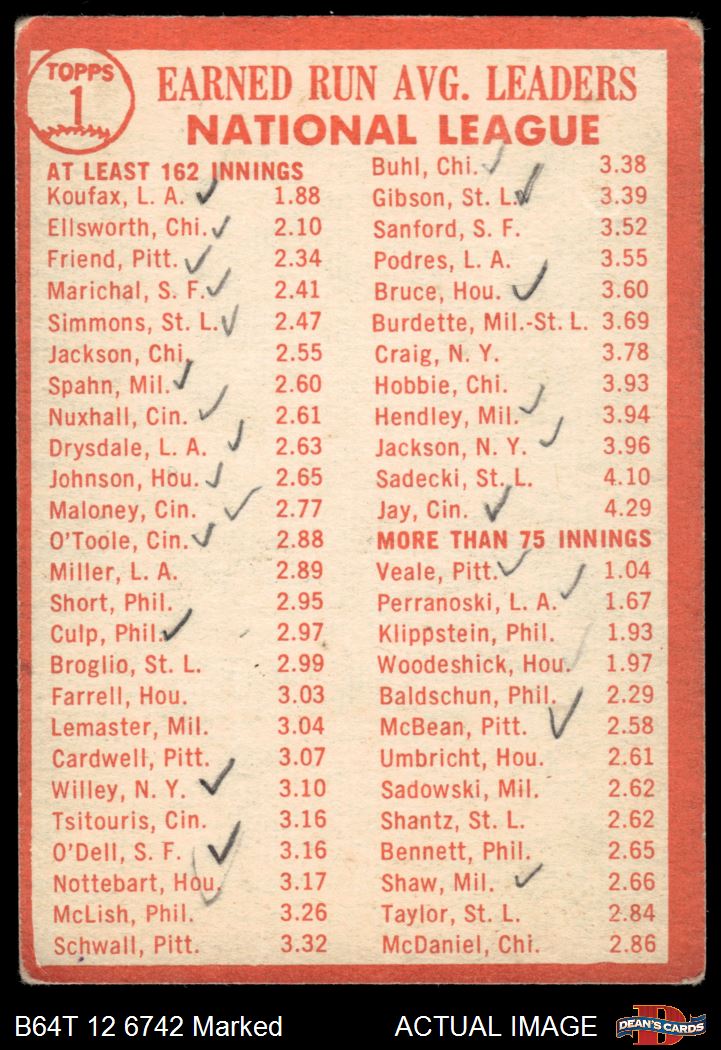 TOPPS
1
EARNED RUN AVG. LEADERS
NATIONAL LEAGUE
AT LEAST 162 INNINGS
Koufax, L. A. 1.88
Ellsworth, Chi. 2.10
Friend, Pitt. 2.34
Marichal, S. F. 2.41
Simmons, St. L. 2.47
Jackson, Chi. 2.55
Spahn, Mil. 2.60
Nuxhall, Cin. 2.61
Drysdale, L. A. 2.63
Johnson, Hou. 2.65
Maloney, Cin. 2.77
O'Toole, Cin. 2.88
Miller, L. A. 2.89
Short, Phil. 2.95
Culp, Phil. 2.97
Broglio, St. L. 2.99
Farrell, Hou. 3.03
Lemaster, Mil. 3.04
Cardwell, Pitt. 3.07
Willey, N. Y. 3.10
Tsitouris, Cin. 3.16
O'Dell, S. F. 3.16
Nottebart, Hou. 3.17
McLish, Phil. 3.26
Schwall, Pitt. 3.32
Buhl, Chi. 3.38
Gibson, St. L. 3.39
Sanford, S. F. 3.52
Podres, L. A. 3.55
Bruce, Hou. 3.60
Burdette, Mil.-St. L. 3.69
Craig, N. Y. 3.78
Hobbie, Chi. 3.93
Hendley, Mil. 3.94
Jackson, N. Y. 3.96
Sadecki, St. L. 4.10
Jay, Cin. 4.29
MORE THAN 75 INNINGS
Veale, Pitt. 1.04
Perranoski, L. A. 1.67
Klippstein, Phil. 1.93
Woodeshick, Hou. 1.97
Baldschun, Phil. 2.29
McBean, Pitt. 2.58
Umbricht, Hou. 2.61
Sadowski, Mil. 2.62
Shantz, St. L. 2.62
Bennett, Phil. 2.65
Shaw, Mil. 2.66
Taylor, St. L. 2.84
McDaniel, Chi. 2.86
B64T 12 6742 Marked
ACTUAL IMAGE
DEAN'S CARDS